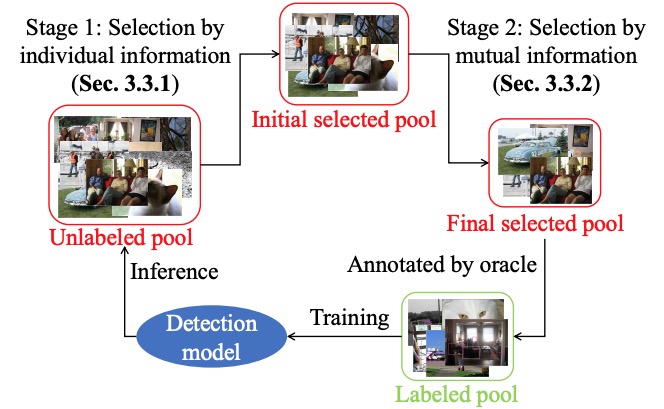 Stage 1: Selection by
individual information
(Sec. 3.3.1)
Stage 2: Selection by
mutual information
(Sec. 3.3.2)
Initial selected pool
Unlabeled pool
Final selected pool
Inference
Annotated by oracle
Detection
model
Training
Labeled pool